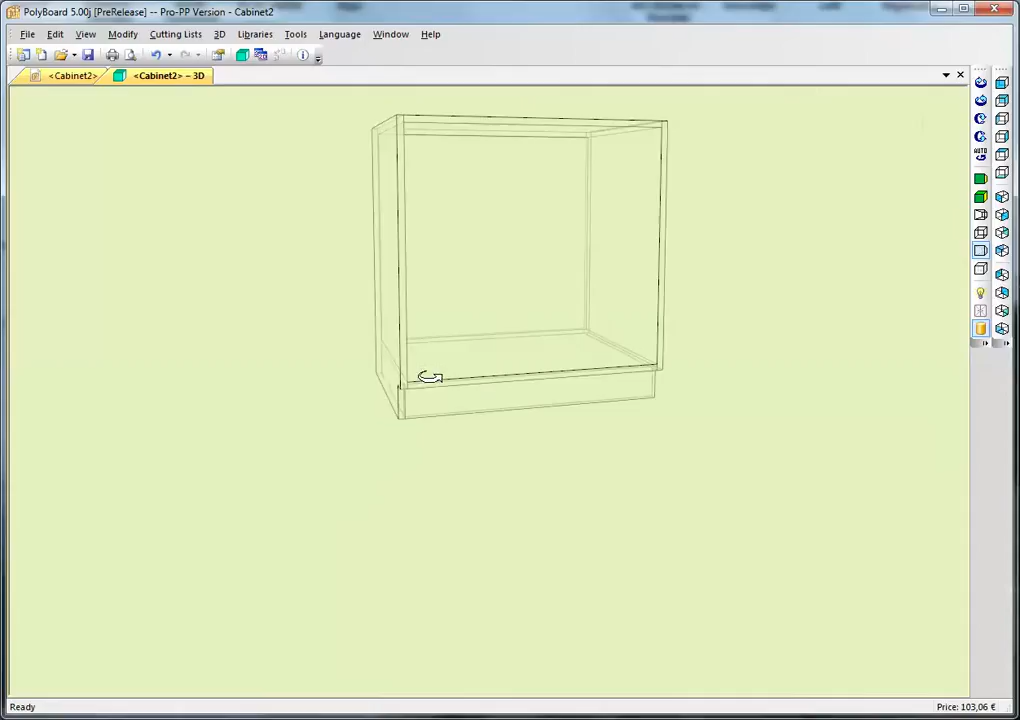 PolyBoard 5.00j [PreRelease] -- Pro-PP Version - Cabinet2
File Edit View Modify Cutting Lists 3D Libraries Tools Language Window Help
<Cabinet2> <Cabinet2> – 3D
AUTO
Ready Price: 103,06 €